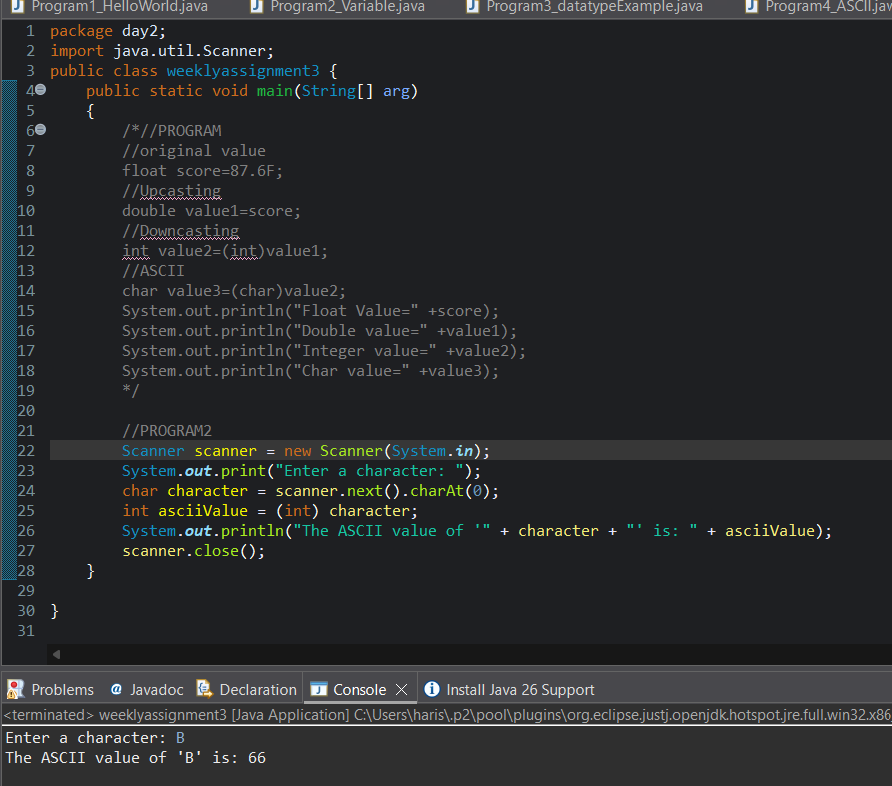 Program1_HelloWorld.java Program2_Variable.java Program3_datatypeExample.java Program4_ASCII.jav
1 package day2;
2 import java.util.Scanner;
3 public class weeklyassignment3 {
4 public static void main(String[] arg)
5 {
6 /*//PROGRAM
7 //original value
8 float score=87.6F;
9 //Upcasting
10 double value1=score;
11 //Downcasting
12 int value2=(int)value1;
13 //ASCII
14 char value3=(char)value2;
15 System.out.println("Float Value=" +score);
16 System.out.println("Double value=" +value1);
17 System.out.println("Integer value=" +value2);
18 System.out.println("Char value=" +value3);
19 */
20
21 //PROGRAM2
22 Scanner scanner = new Scanner(System.in);
23 System.out.print("Enter a character: ");
24 char character = scanner.next().charAt(0);
25 int asciiValue = (int) character;
26 System.out.println("The ASCII value of '" + character + "' is: " + asciiValue);
27 scanner.close();
28 }
29
30 }
31
Problems Javadoc Declaration Console Install Java 26 Support
<terminated> weeklyassignment3 [Java Application] C:\Users\haris\.p2\pool\plugins\org.eclipse.justj.openjdk.hotspot.jre.full.win32.x86_
Enter a character: B
The ASCII value of 'B' is: 66